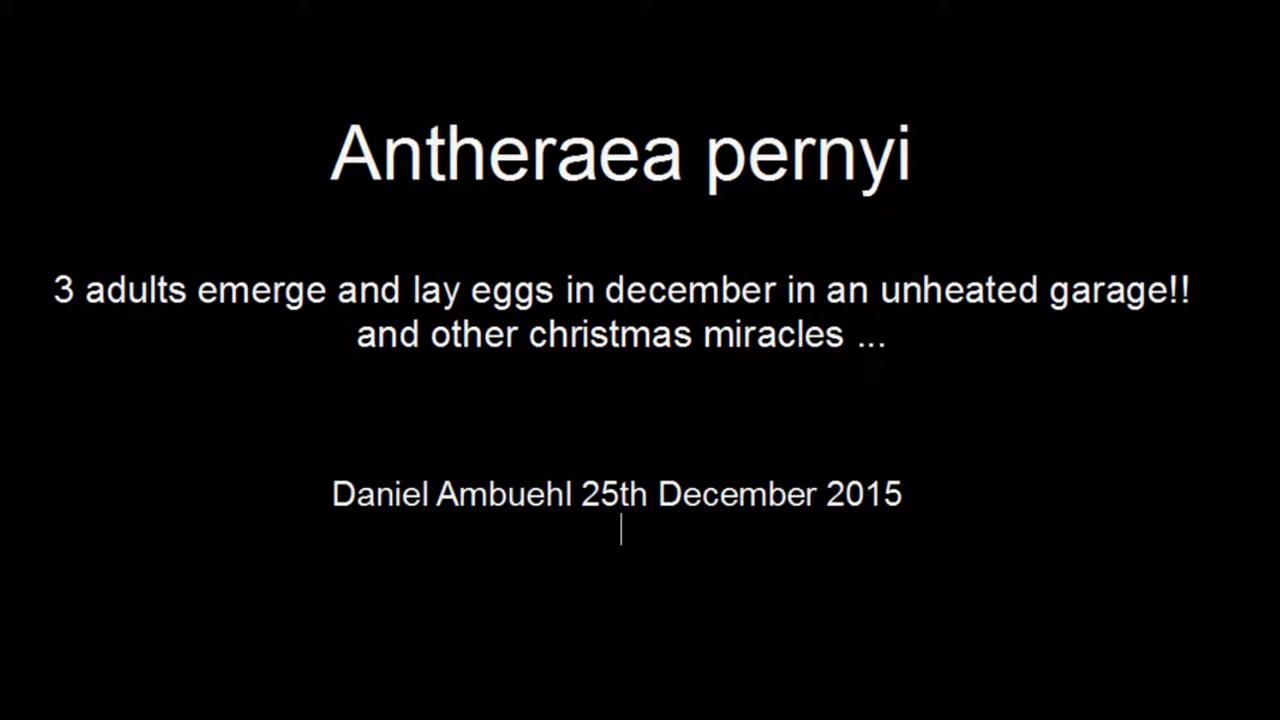 Antheraea pernyi
3 adults emerge and lay eggs in december in an unheated garage!!
and other christmas miracles ...
Daniel Ambuehl 25th December 2015